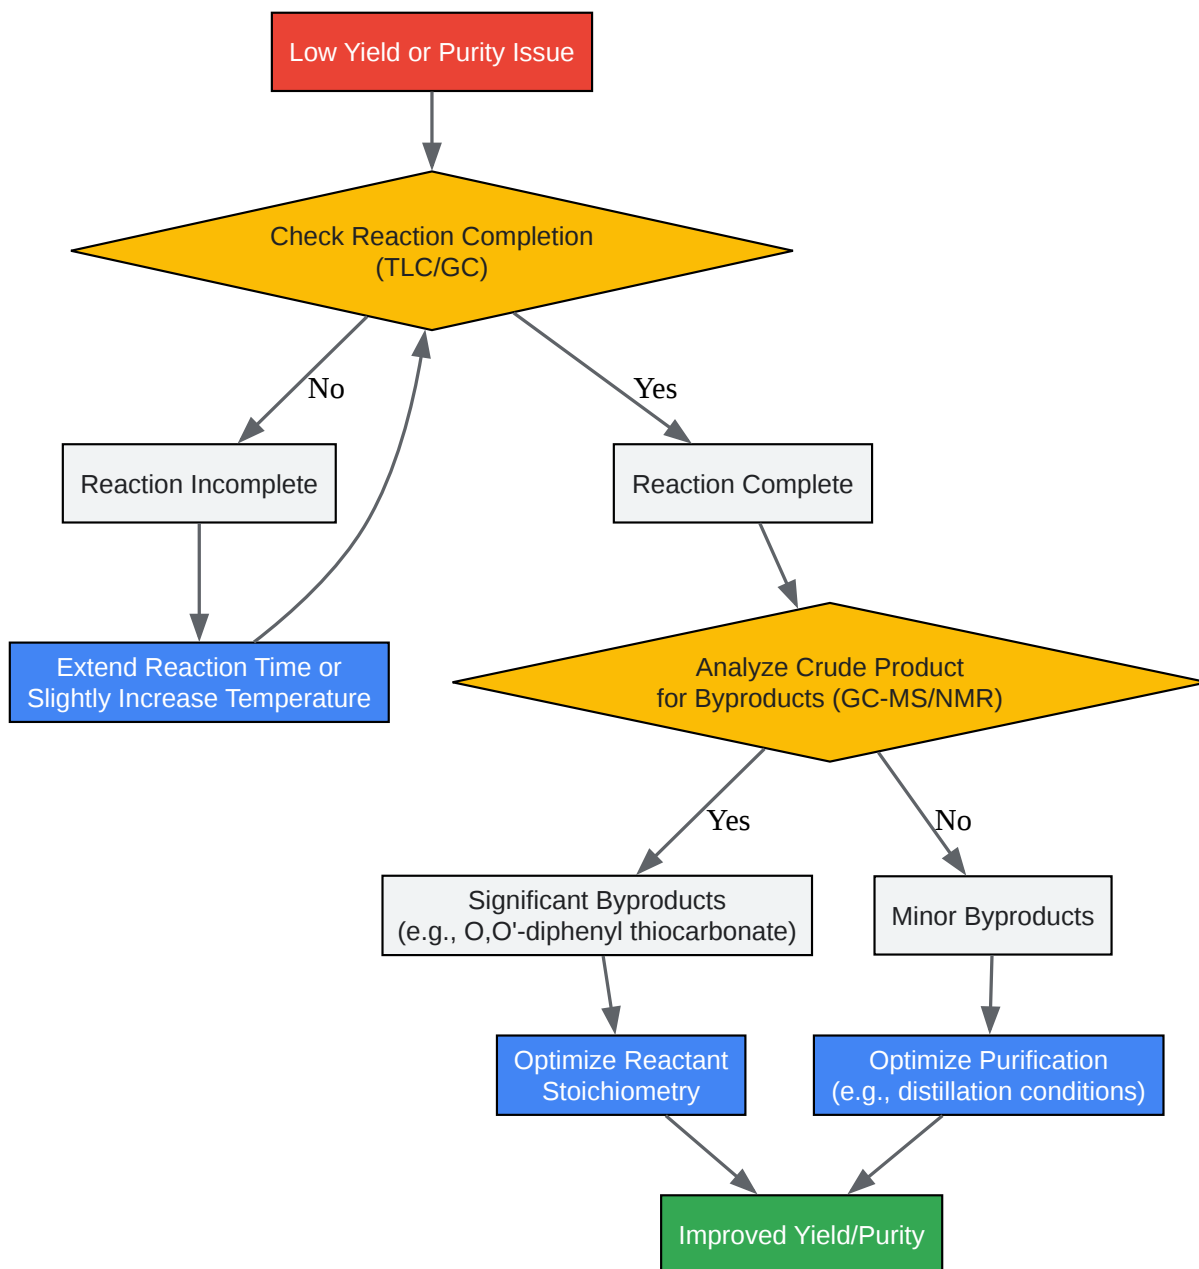 Low Yield or Purity Issue
Check Reaction Completion
(TLC/GC)
No
Yes
Reaction Incomplete
Reaction Complete
Extend Reaction Time or
Slightly Increase Temperature
Analyze Crude Product
for Byproducts (GC-MS/NMR)
Yes
No
Significant Byproducts
(e.g., O,O'-diphenyl thiocarbonate)
Minor Byproducts
Optimize Reactant
Stoichiometry
Optimize Purification
(e.g., distillation conditions)
Improved Yield/Purity